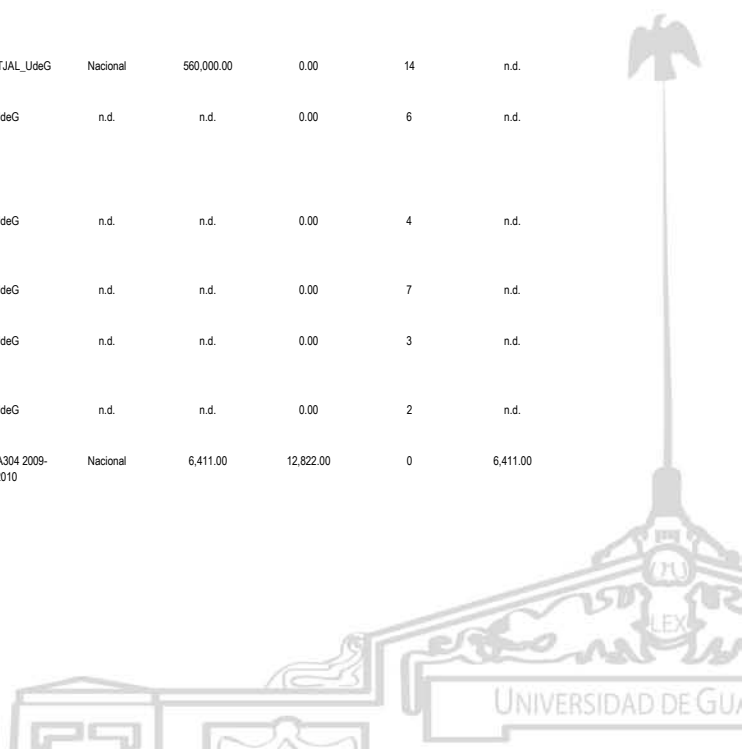 TJAL_UdeG Nacional 560,000.00 0.00 14 n.d.
deG n.d. n.d. 0.00 6 n.d.
deG n.d. n.d. 0.00 4 n.d.
deG n.d. n.d. 0.00 7 n.d.
deG n.d. n.d. 0.00 3 n.d.
deG n.d. n.d. 0.00 2 n.d.
A304 2009- Nacional 6,411.00 12,822.00 0 6,411.00
2010
LEX
UNIVERSIDAD DE GUA